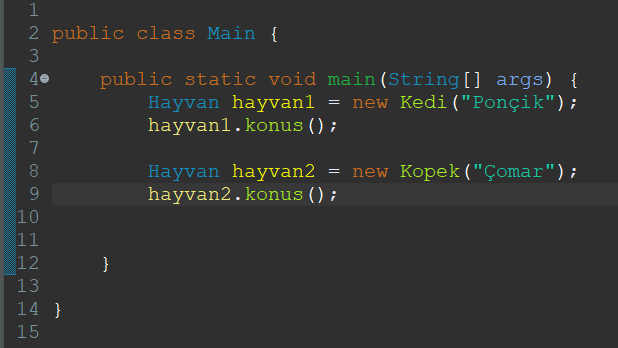 1
2 public class Main {
3
4 public static void main(String[] args) {
5 Hayvan hayvan1 = new Kedi("Ponçik");
6 hayvan1.konus();
7
8 Hayvan hayvan2 = new Kopek("Çomar");
9 hayvan2.konus();
10
11
12 }
13
14 }
15